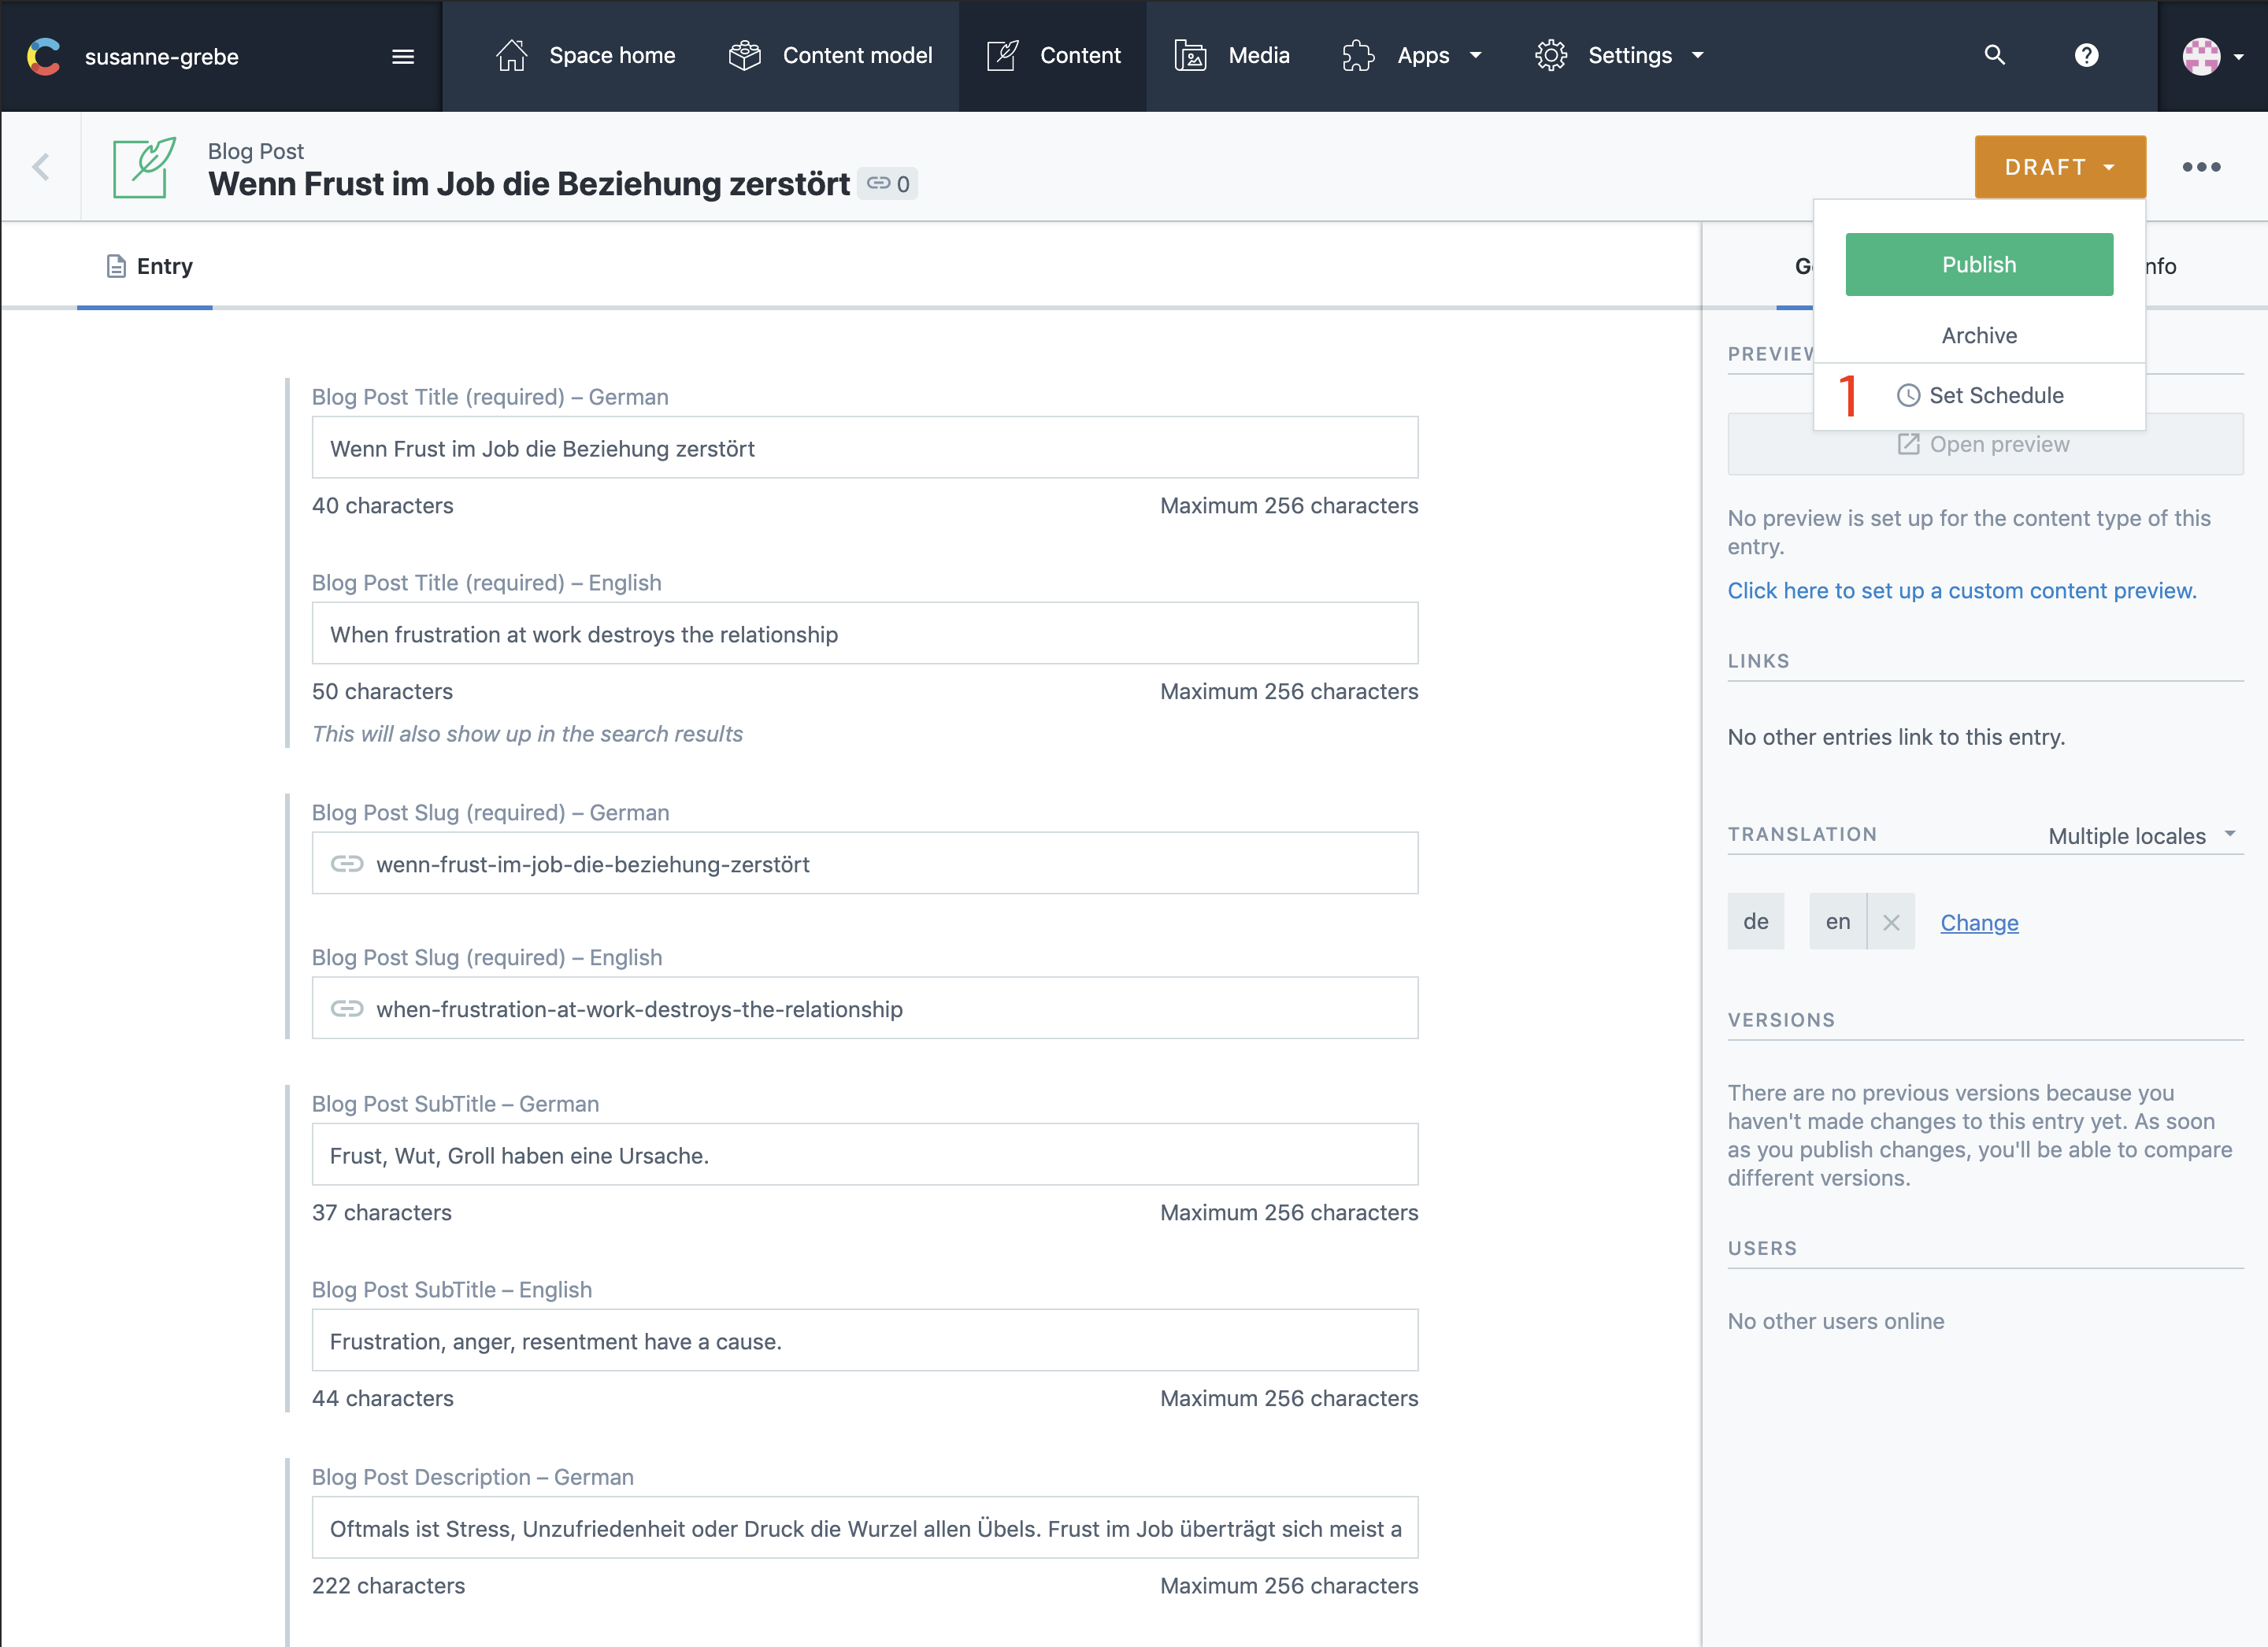 susanne-grebe
Space home
Content model
Content
Media
Apps
Settings
Blog Post
Wenn Frust im Job die Beziehung zerstört 0
DRAFT
Publish
Archive
1 Set Schedule
Entry
Blog Post Title (required) – German
Wenn Frust im Job die Beziehung zerstört
40 characters Maximum 256 characters
Blog Post Title (required) – English
When frustration at work destroys the relationship
50 characters Maximum 256 characters
This will also show up in the search results
Blog Post Slug (required) – German
wenn-frust-im-job-die-beziehung-zerstört
Blog Post Slug (required) – English
when-frustration-at-work-destroys-the-relationship
Blog Post SubTitle – German
Frust, Wut, Groll haben eine Ursache.
37 characters Maximum 256 characters
Blog Post SubTitle – English
Frustration, anger, resentment have a cause.
44 characters Maximum 256 characters
Blog Post Description – German
Oftmals ist Stress, Unzufriedenheit oder Druck die Wurzel allen Übels. Frust im Job überträgt sich meist a
222 characters Maximum 256 characters
PREVIEW
Open preview
No preview is set up for the content type of this
entry.
Click here to set up a custom content preview.
LINKS
No other entries link to this entry.
TRANSLATION Multiple locales
de en Change
VERSIONS
There are no previous versions because you
haven't made changes to this entry yet. As soon
as you publish changes, you'll be able to compare
different versions.
USERS
No other users online